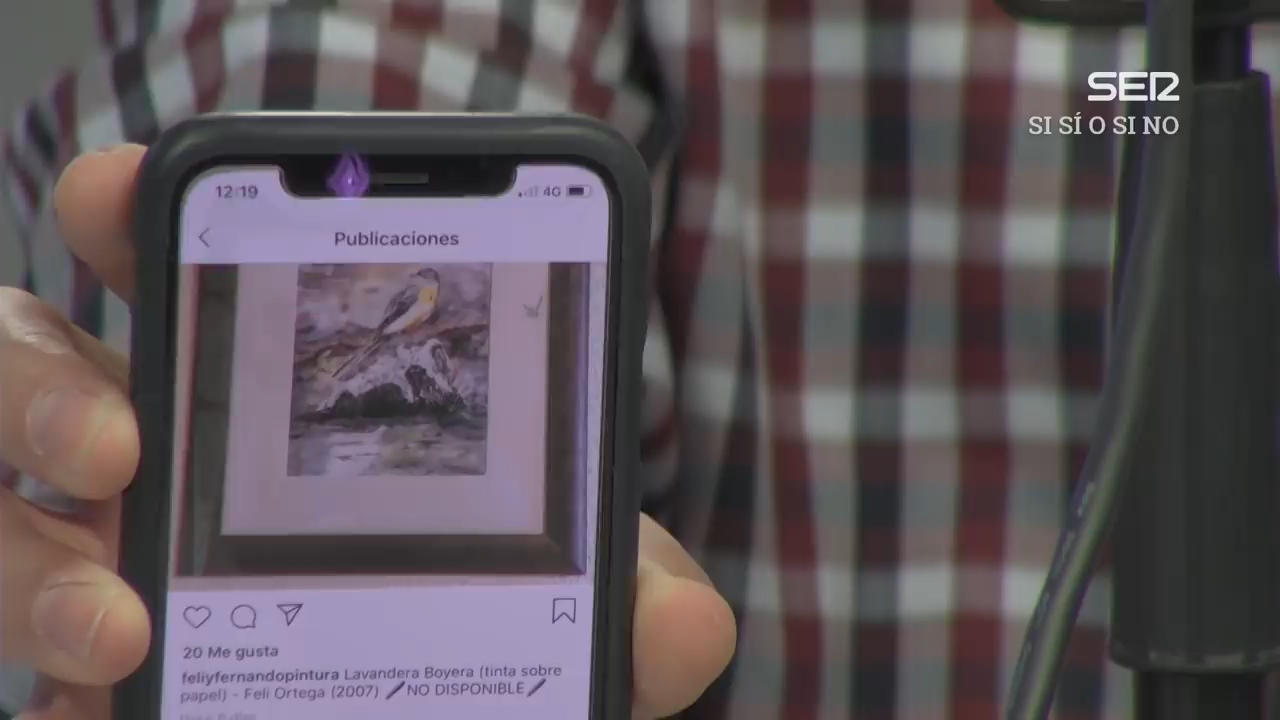 SER
SI SÍ O SI NO
12:19
4G
Publicaciones
20 Me gusta
feliyfernandopintura Lavandera Boyera (tinta sobre
papel) - Feli Ortega (2007) NO DISPONIBLE